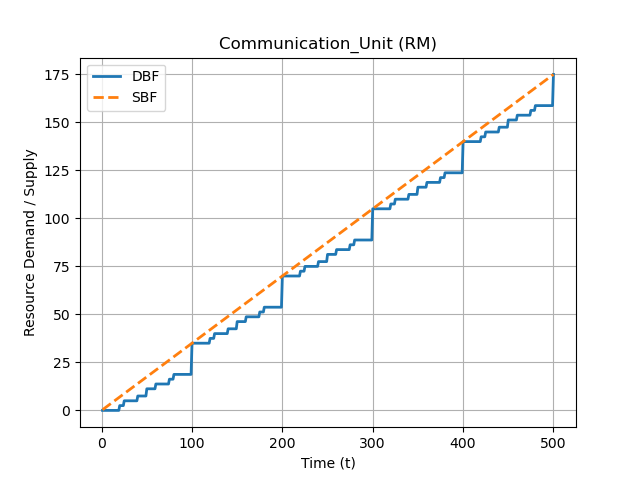 Communication_Unit (RM)
DBF
SBF
175
150
125
100
75
50
25
0
Resource Demand / Supply
0 100 200 300 400 500
Time (t)